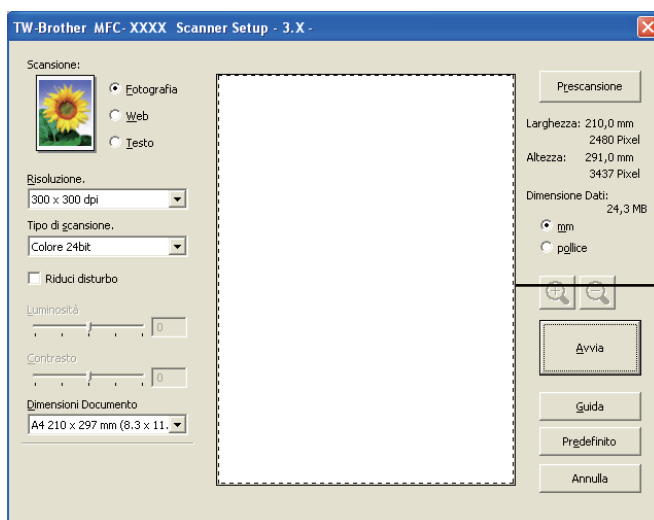 TW-Brother MFC- XXXX Scanner Setup - 3.X -
Scansione:
Fotografia
Web
Testo
Risoluzione.
300 x 300 dpi
Tipo di scansione.
Colore 24bit
Riduci disturbo
Luminosità
0
Contrasto
0
Dimensioni Documento
A4 210 x 297 mm (8.3 x 11.
Prescansione
Larghezza: 210,0 mm
2480 Pixel
Altezza: 291,0 mm
3437 Pixel
Dimensione Dati:
24,3 MB
mm
pollice
Avvia
Guida
Predefinito
Annulla